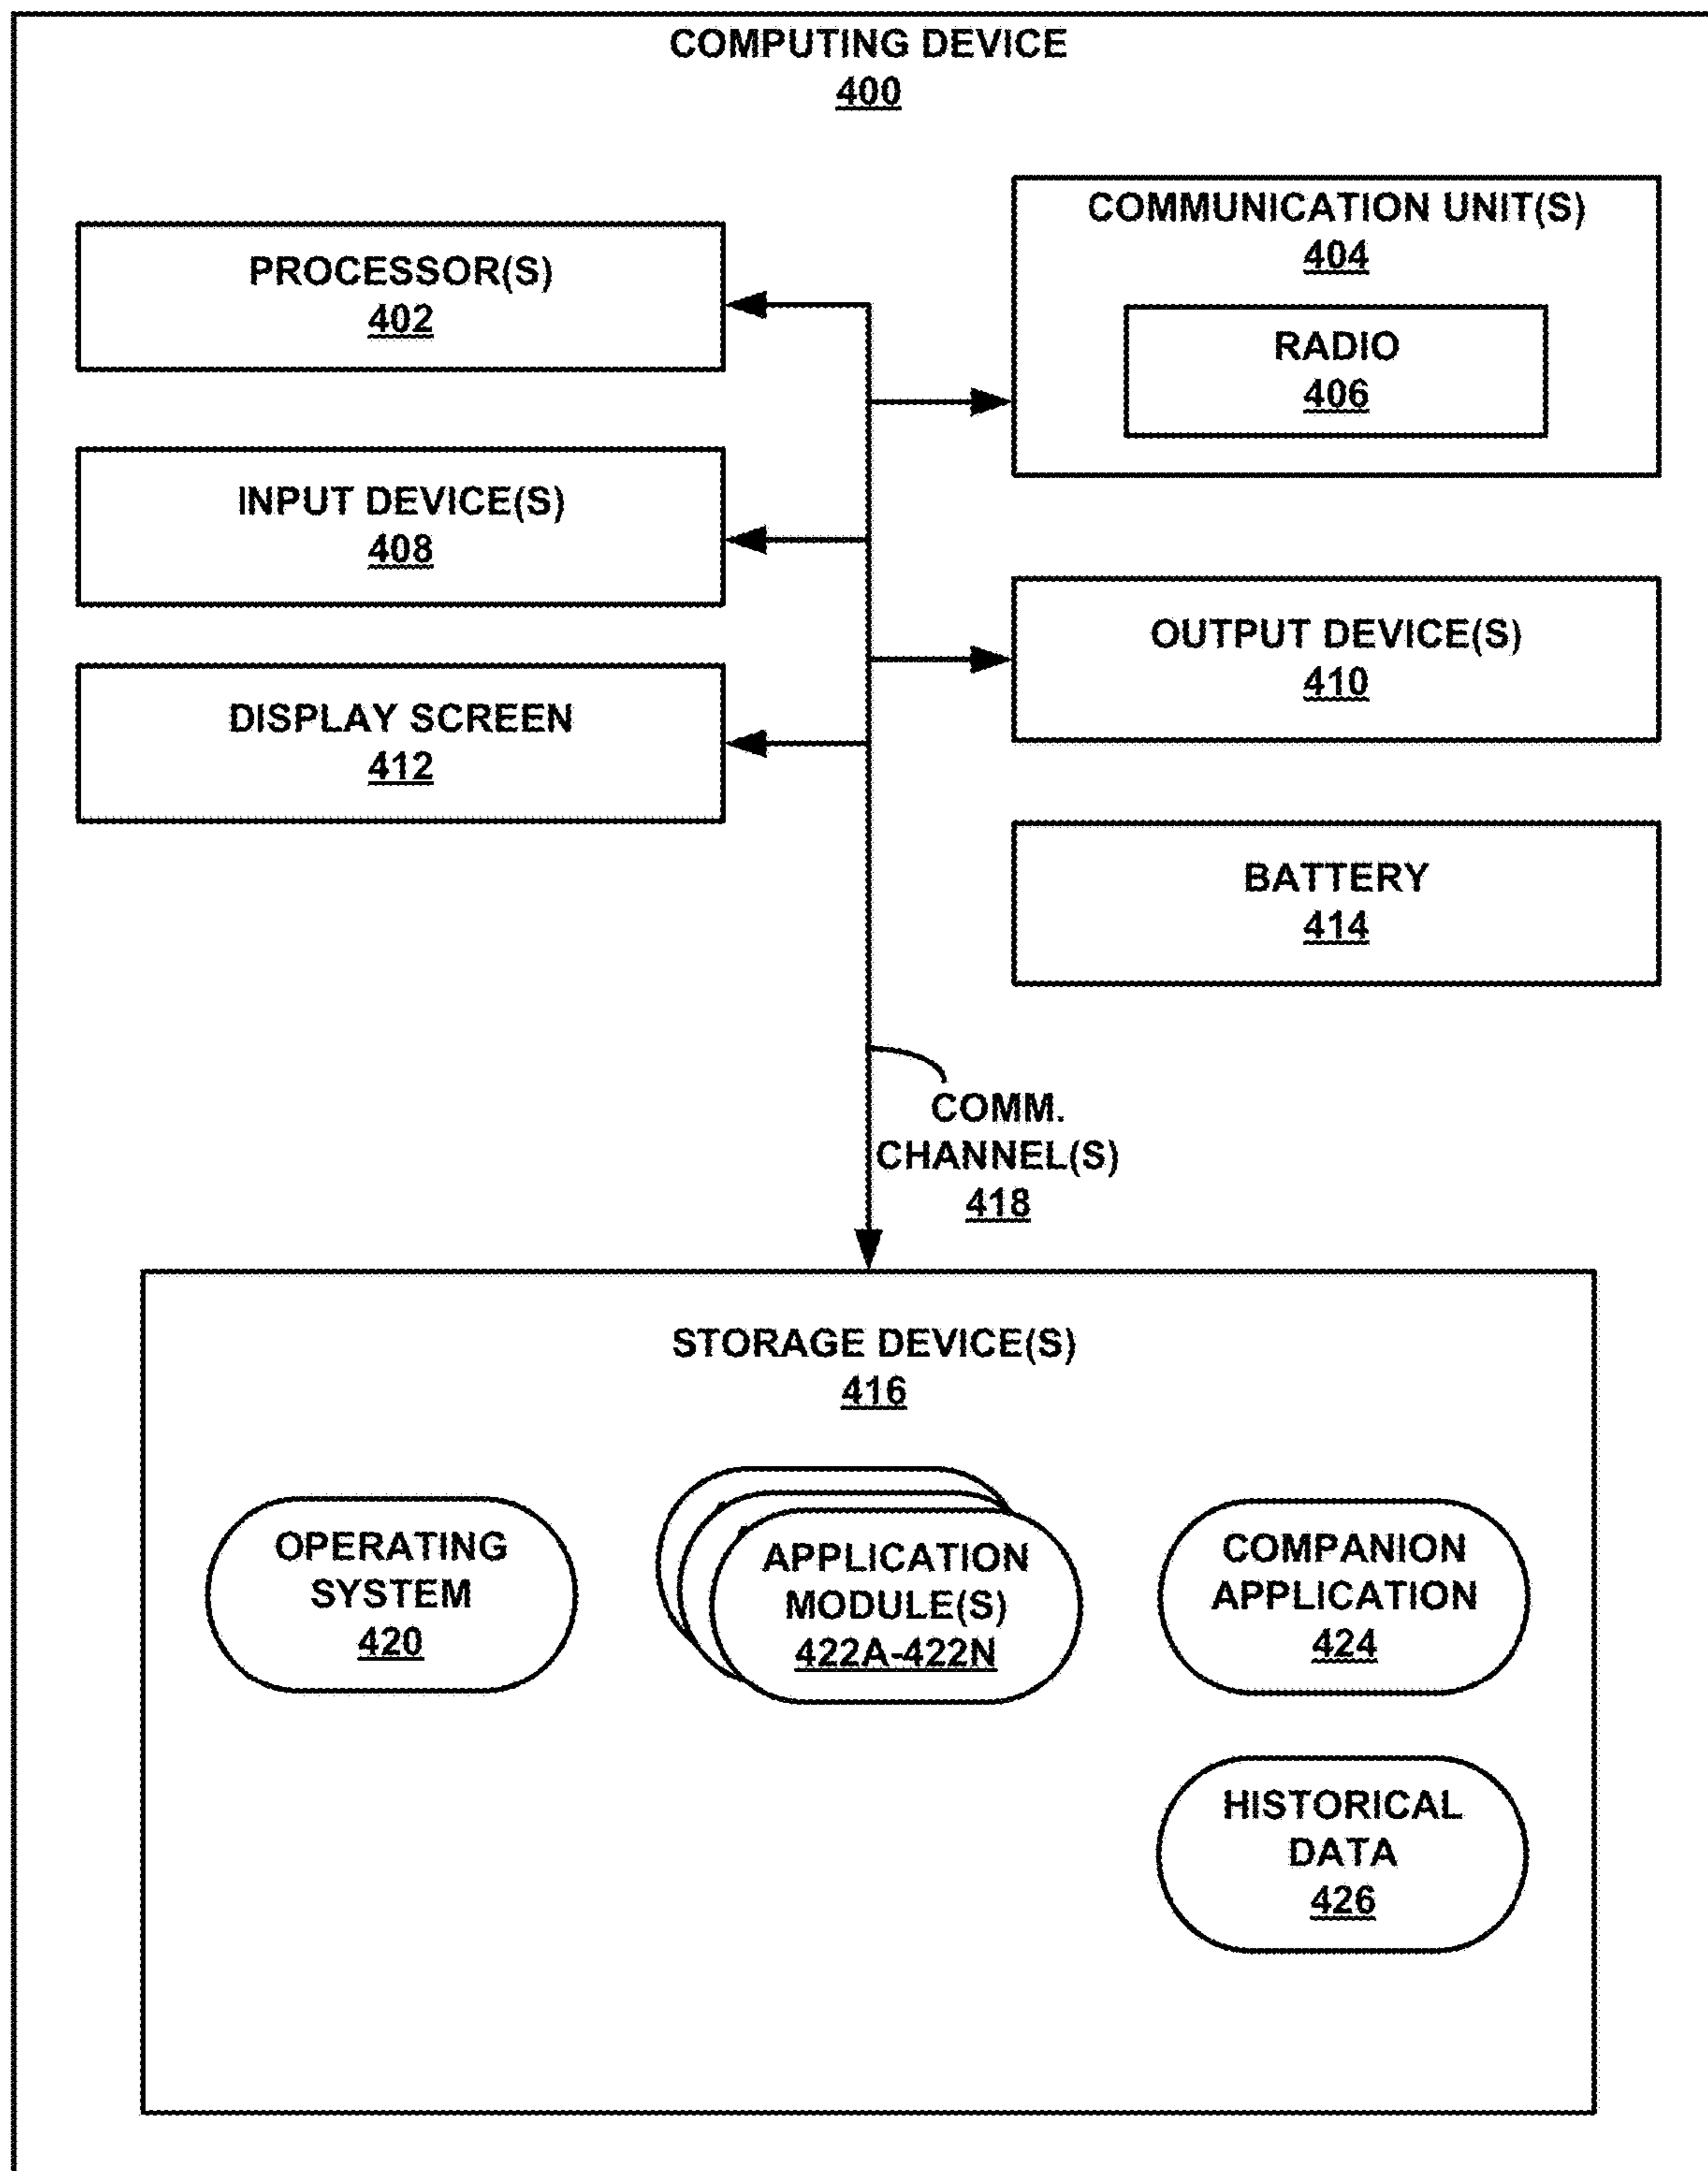 COMPUTING DEVICE
400
PROCESSOR(S)
402
COMMUNICATION UNIT(S)
404
RADIO
406
INPUT DEVICE(S)
408
OUTPUT DEVICE(S)
410
DISPLAY SCREEN
412
BATTERY
414
COMM.
CHANNEL(S)
418
STORAGE DEVICE(S)
416
OPERATING
SYSTEM
420
APPLICATION
MODULE(S)
422A-422N
COMPANION
APPLICATION
424
HISTORICAL
DATA
426